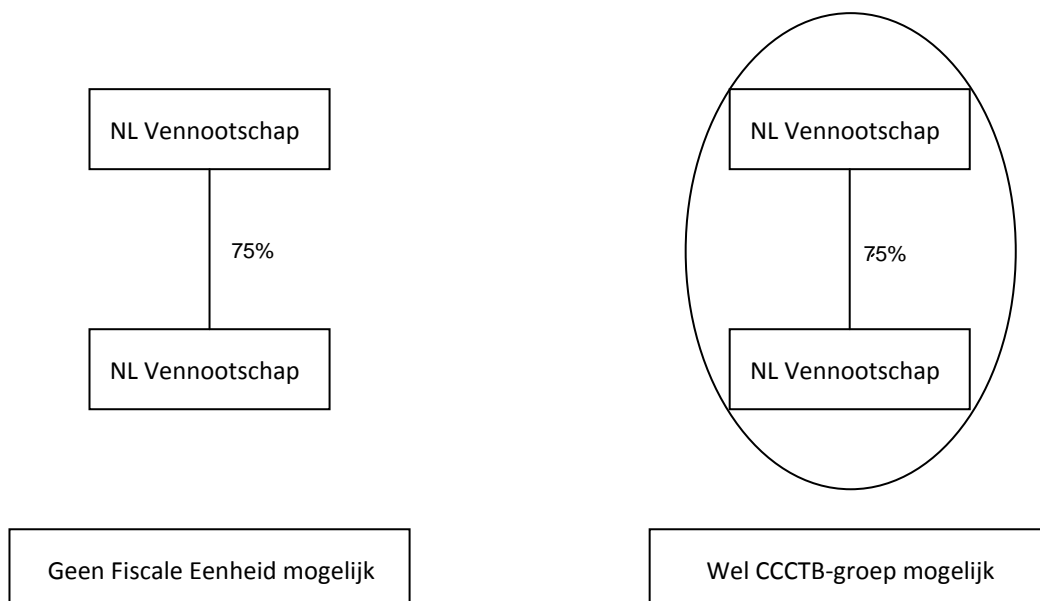 NL Vennootschap
75%
NL Vennootschap
Geen Fiscale Eenheid mogelijk
NL Vennootschap
75%
NL Vennootschap
Wel CCCTB-groep mogelijk